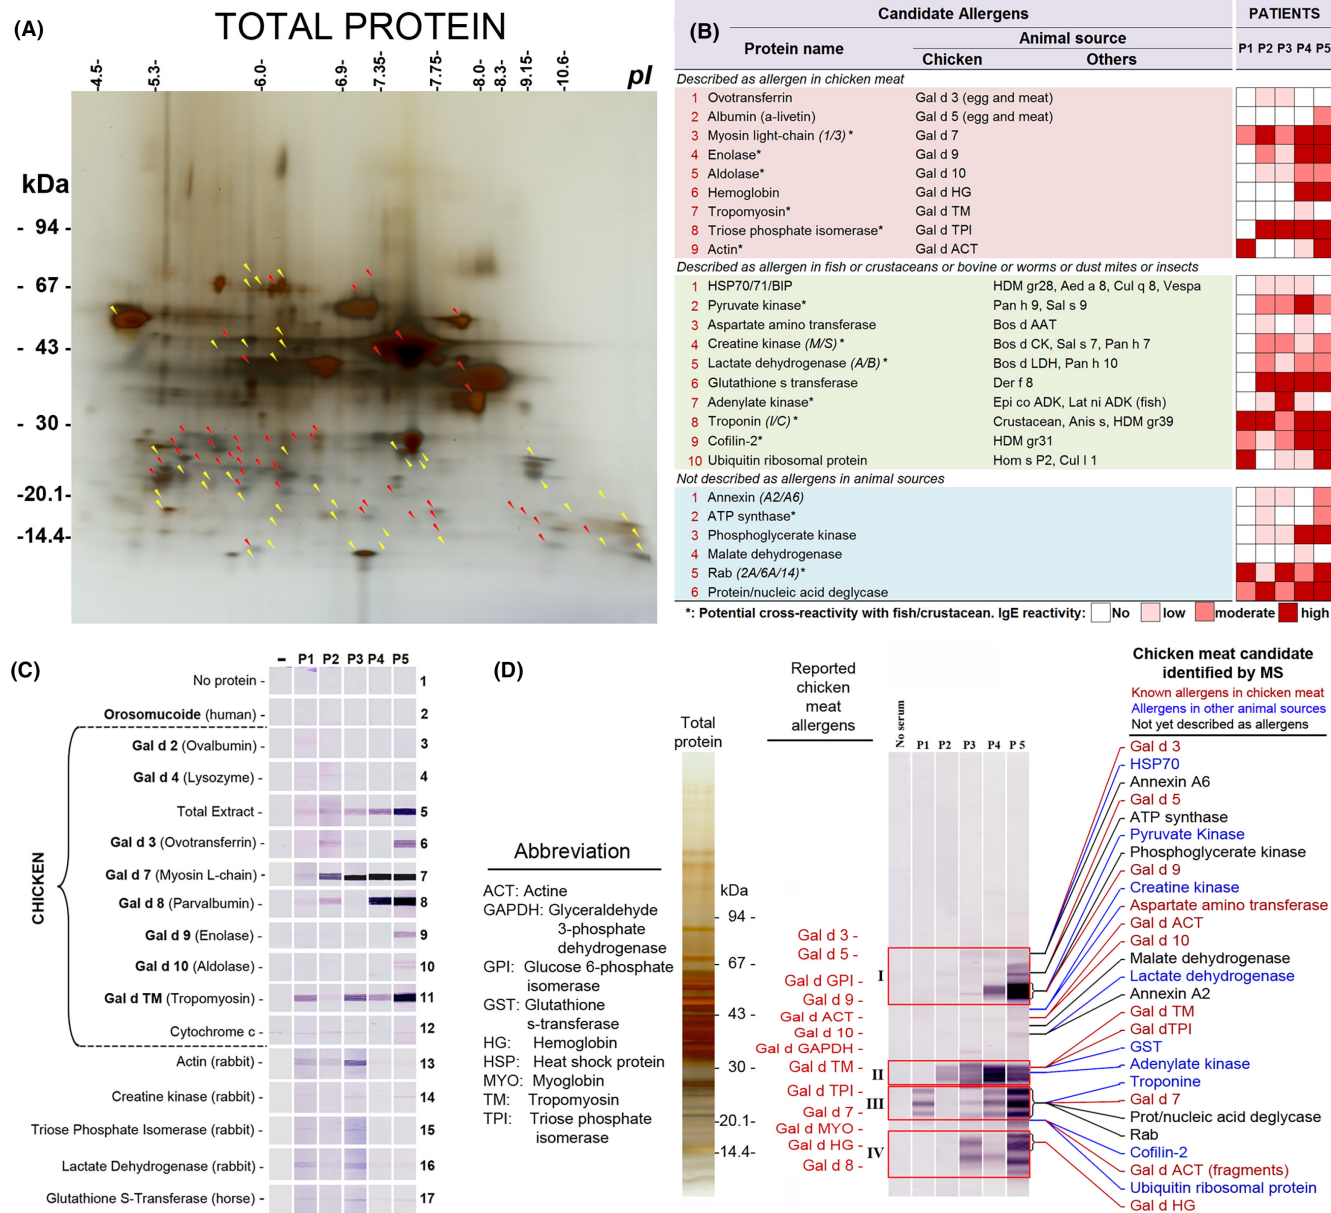 (A)
TOTAL PROTEIN
-4.5-
-5.3-
-6.0-
-6.9-
-7.35-
-7.75-
-8.0-
-8.3-
-9.15-
-10.6-
pI
kDa
- 94 -
- 67 -
- 43 -
- 30 -
-20.1-
-14.4-
(B)
Candidate Allergens
PATIENTS
Protein name
Animal source
Chicken Others
P1 P2 P3 P4 P5
Described as allergen in chicken meat
1 Ovotransferrin Gal d 3 (egg and meat)
2 Albumin (a-livetin) Gal d 5 (egg and meat)
3 Myosin light-chain (1/3) * Gal d 7
4 Enolase* Gal d 9
5 Aldolase* Gal d 10
6 Hemoglobin Gal d HG
7 Tropomyosin* Gal d TM
8 Triose phosphate isomerase* Gal d TPI
9 Actin* Gal d ACT
Described as allergen in fish or crustaceans or bovine or worms or dust mites or insects
1 HSP70/71/BIP HDM gr28, Aed a 8, Cul q 8, Vespa
2 Pyruvate kinase* Pan h 9, Sal s 9
3 Aspartate amino transferase Bos d AAT
4 Creatine kinase (M/S) * Bos d CK, Sal s 7, Pan h 7
5 Lactate dehydrogenase (A/B) * Bos d LDH, Pan h 10
6 Glutathione s transferase Der f 8
7 Adenylate kinase* Epi co ADK, Lat ni ADK (fish)
8 Troponin (I/C) * Crustacean, Anis s, HDM gr39
9 Cofilin-2* HDM gr31
10 Ubiquitin ribosomal protein Hom s P2, Cul l 1
Not described as allergens in animal sources
1 Annexin (A2/A6)
2 ATP synthase*
3 Phosphoglycerate kinase
4 Malate dehydrogenase
5 Rab (2A/6A/14)*
6 Protein/nucleic acid deglycase
*: Potential cross-reactivity with fish/crustacean. IgE reactivity: No low moderate high
(C)
– P1 P2 P3 P4 P5
No protein - 1
Orosomucoide (human) - 2
CHICKEN
Gal d 2 (Ovalbumin) - 3
Gal d 4 (Lysozyme) - 4
Total Extract - 5
Gal d 3 (Ovotransferrin) - 6
Gal d 7 (Myosin L-chain) - 7
Gal d 8 (Parvalbumin) - 8
Gal d 9 (Enolase) - 9
Gal d 10 (Aldolase) - 10
Gal d TM (Tropomyosin) - 11
Cytochrome c - 12
Actin (rabbit) - 13
Creatine kinase (rabbit) - 14
Triose Phosphate Isomerase (rabbit) - 15
Lactate Dehydrogenase (rabbit) - 16
Glutathione S-Transferase (horse) - 17
(D)
Abbreviation
ACT: Actine
GAPDH: Glyceraldehyde
3-phosphate
dehydrogenase
GPI: Glucose 6-phosphate
isomerase
GST: Glutathione
s-transferase
HG: Hemoglobin
HSP: Heat shock protein
MYO: Myoglobin
TM: Tropomyosin
TPI: Triose phosphate
isomerase
Total
protein
kDa
94 -
67 -
43 -
30 -
-20.1-
-14.4-
Reported
chicken
meat
allergens
Gal d 3 -
Gal d 5 -
Gal d GPI -
Gal d 9 -
Gal d ACT -
Gal d 10 -
Gal d GAPDH -
Gal d TM -
Gal d TPI -
Gal d 7 -
Gal d MYO -
Gal d HG -
Gal d 8 -
No serum
P1 P2 P3 P4 P 5
I
II
III
IV
Chicken meat candidate
identified by MS
Known allergens in chicken meat
Allergens in other animal sources
Not yet described as allergens
Gal d 3
HSP70
Annexin A6
Gal d 5
ATP synthase
Pyruvate Kinase
Phosphoglycerate kinase
Gal d 9
Creatine kinase
Aspartate amino transferase
Gal d ACT
Gal d 10
Malate dehydrogenase
Lactate dehydrogenase
Annexin A2
Gal d TM
Gal dTPI
GST
Adenylate kinase
Troponine
Gal d 7
Prot/nucleic acid deglycase
Rab
Cofilin-2
Gal d ACT (fragments)
Ubiquitin ribosomal protein
Gal d HG